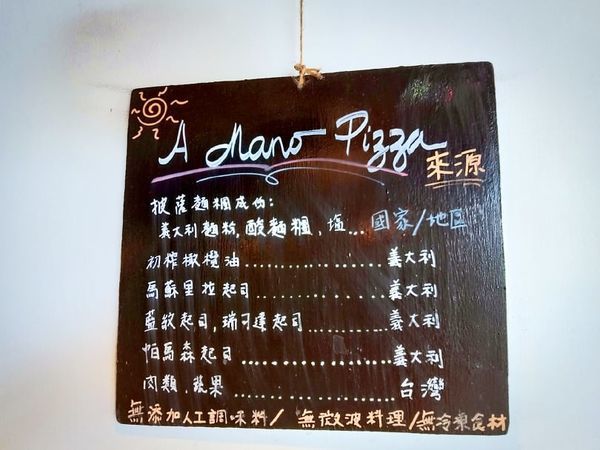 A Mano Pizza
來源
披薩麵糰成份:
義大利麵粉,酸麵糰,塩... 國家/地區
初榨橄欖油..................義大利
馬蘇里拉起司..................義大利
藍紋起司,瑞可達起司..........義大利
帕馬森起司..................義大利
肉類,蔬果..................台灣
無添加人工調味料/ 無微波料理/無冷凍食材